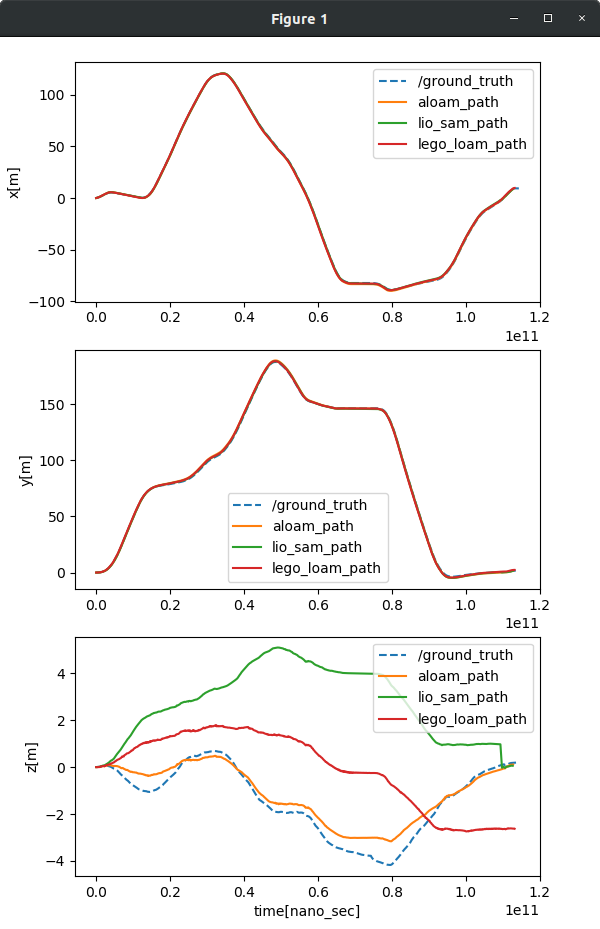 Figure 1
100
50
0
−50
−100
x[m]
/ground_truth
aloam_path
lio_sam_path
lego_loam_path
0.0 0.2 0.4 0.6 0.8 1.0 1.2
1e11
150
100
50
0
y[m]
/ground_truth
aloam_path
lio_sam_path
lego_loam_path
0.0 0.2 0.4 0.6 0.8 1.0 1.2
1e11
4
2
0
−2
−4
z[m]
/ground_truth
aloam_path
lio_sam_path
lego_loam_path
0.0 0.2 0.4 0.6 0.8 1.0 1.2
time[nano_sec]
1e11